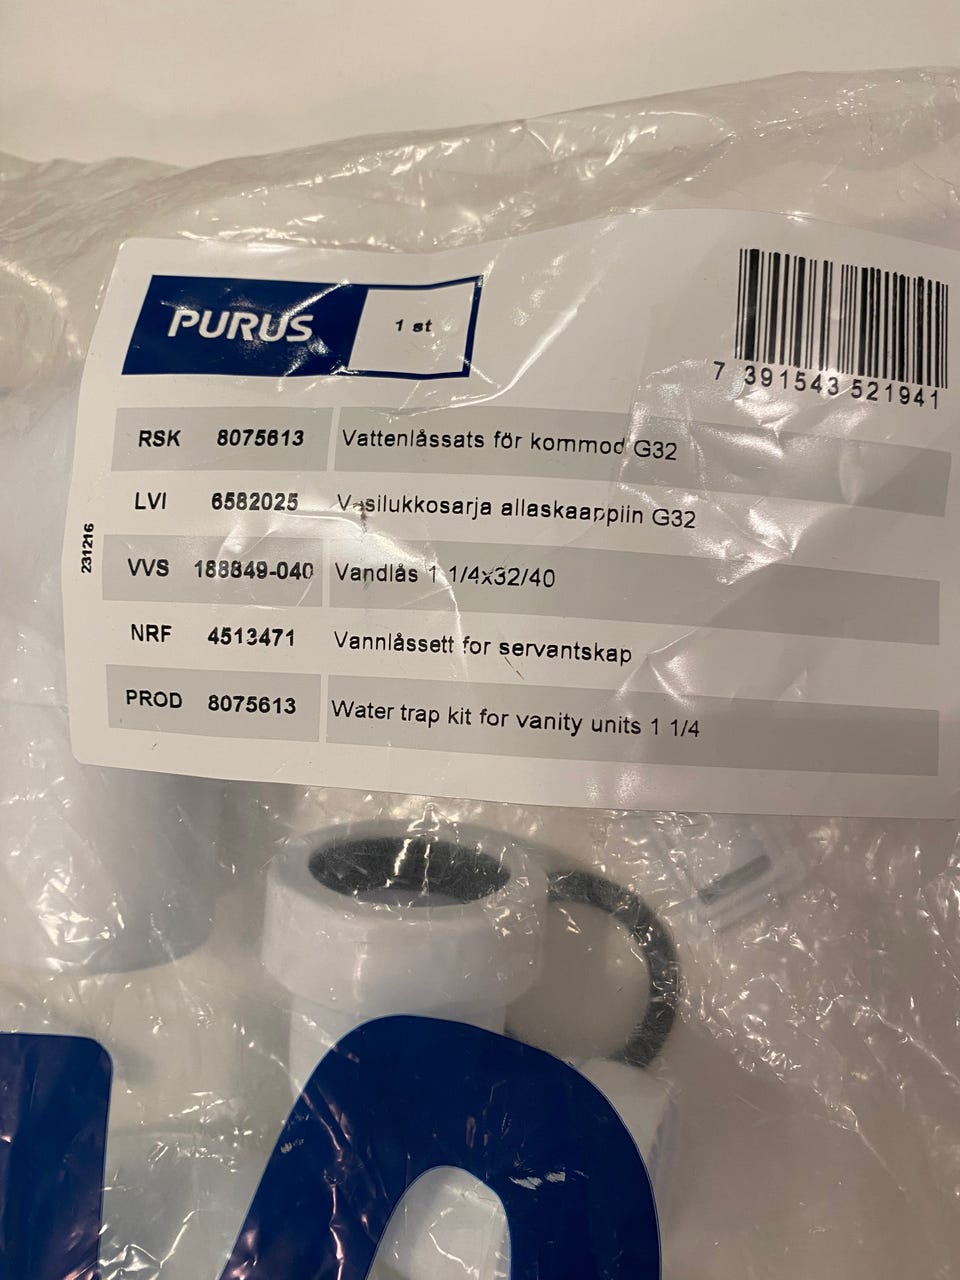 PURUS
1 st
7 391543 521941
RSK 8075613 Vattenlåssats för kommod G32
LVI 6582025 Vesilukkosarja allaskaappiin G32
VVS 188849-040 Vandlås 1 1/4x32/40
NRF 4513471 Vannlåssett for servantskap
PROD 8075613 Water trap kit for vanity units 1 1/4
231216